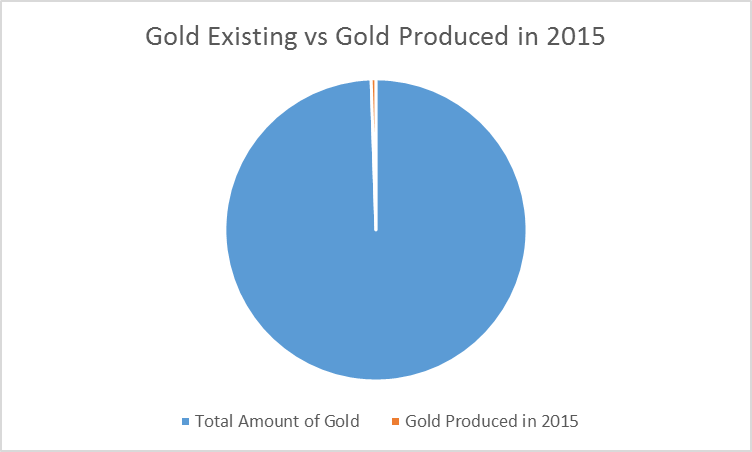 Gold Existing vs Gold Produced in 2015
Total Amount of Gold Gold Produced in 2015